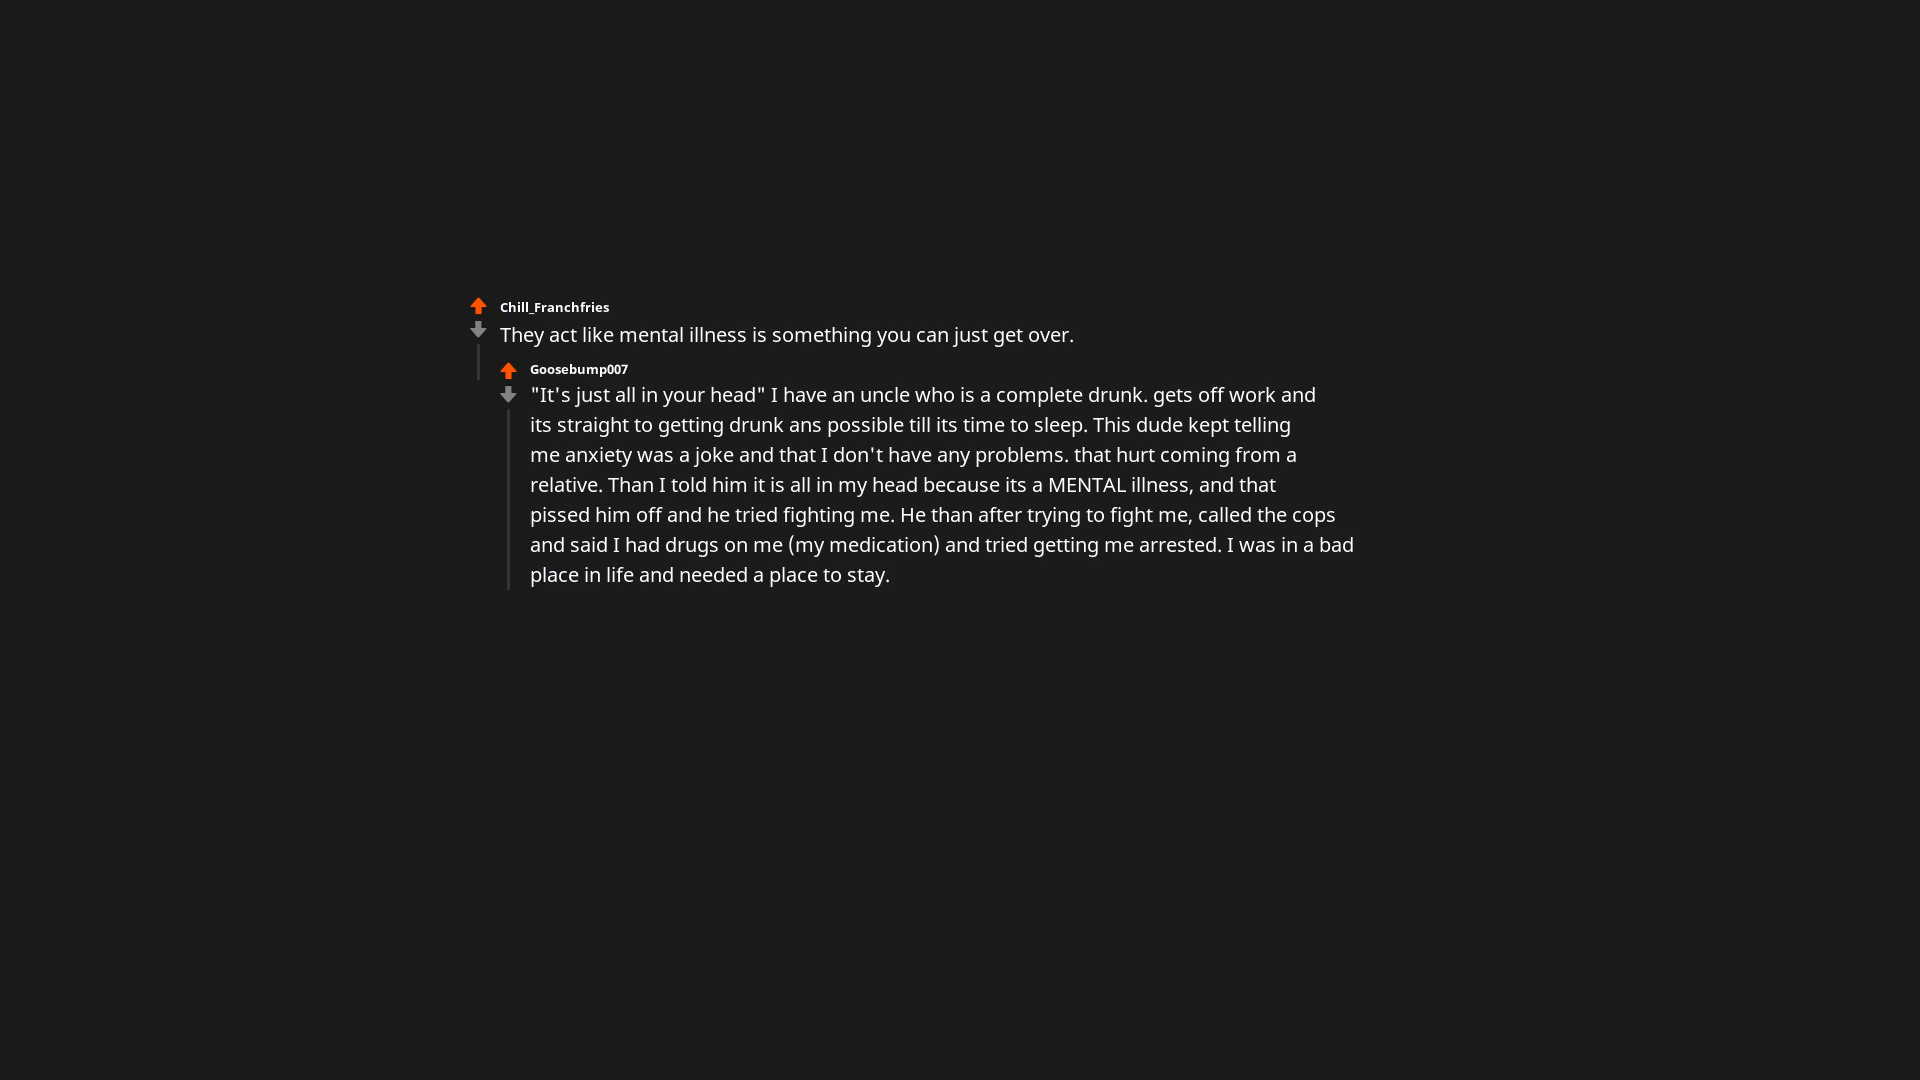 Chill_Franchfries
They act like mental illness is something you can just get over.
Goosebump007
"It's just all in your head" I have an uncle who is a complete drunk. gets off work and
its straight to getting drunk ans possible till its time to sleep. This dude kept telling
me anxiety was a joke and that I don't have any problems. that hurt coming from a
relative. Than I told him it is all in my head because its a MENTAL illness, and that
pissed him off and he tried fighting me. He than after trying to fight me, called the cops
and said I had drugs on me (my medication) and tried getting me arrested. I was in a bad
place in life and needed a place to stay.